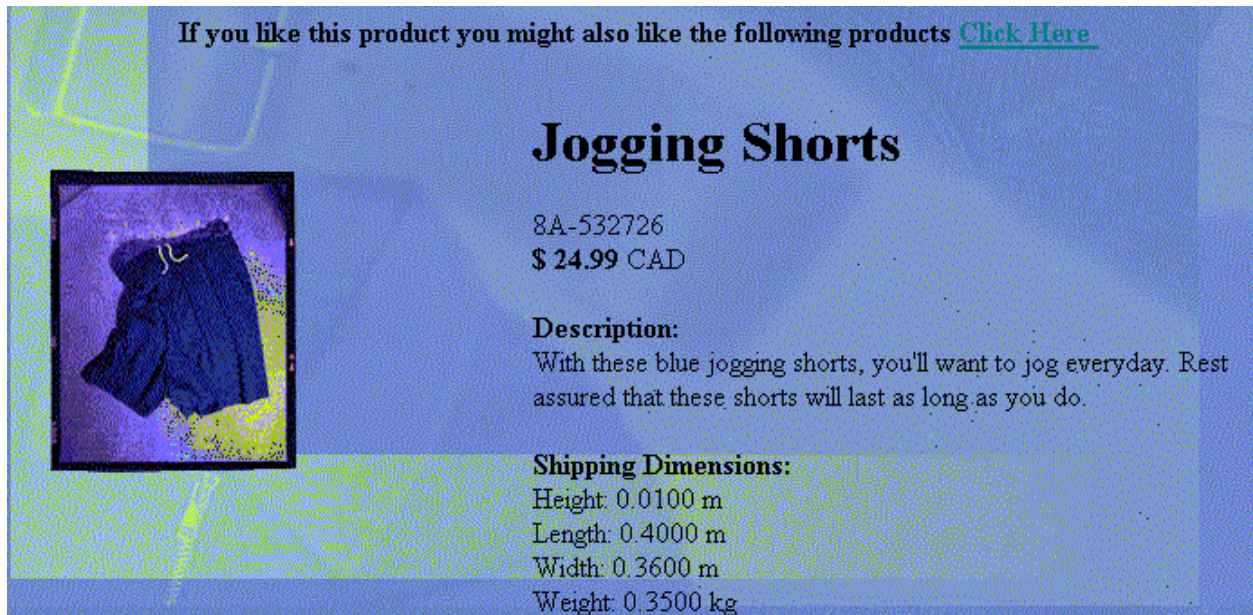 If you like this product you might also like the following products Click Here
Jogging Shorts
8A-532726
$ 24.99 CAD
Description:
With these blue jogging shorts, you'll want to jog everyday. Rest
assured that these shorts will last as long as you do.
Shipping Dimensions:
Height: 0.0100 m
Length: 0.4000 m
Width: 0.3600 m
Weight: 0.3500 kg